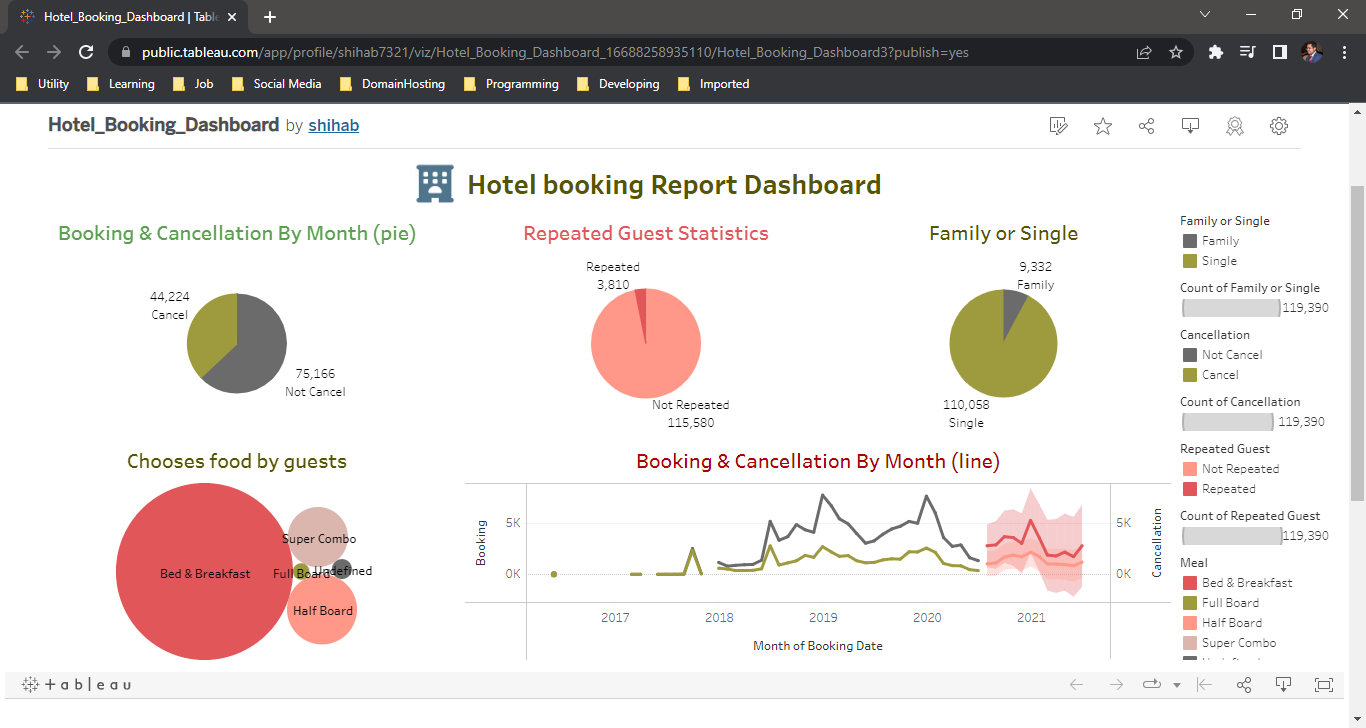 Hotel_Booking_Dashboard | Table
public.tableau.com/app/profile/shihab7321/viz/Hotel_Booking_Dashboard_16688258935110/Hotel_Booking_Dashboard3?publish=yes
Utility Learning Job Social Media DomainHosting Programming Developing Imported
Hotel_Booking_Dashboard by shihab
Hotel booking Report Dashboard
Booking & Cancellation By Month (pie)
44,224
Cancel
75,166
Not Cancel
Repeated Guest Statistics
Repeated
3,810
Not Repeated
115,580
Family or Single
9,332
Family
110,058
Single
Chooses food by guests
Super Combo
Bed & Breakfast
Full Board
Undefined
Half Board
Booking & Cancellation By Month (line)
Booking
5K
0K
5K
0K
Cancellation
2017 2018 2019 2020 2021
Month of Booking Date
Family or Single
Family
Single
Count of Family or Single
119,390
Cancellation
Not Cancel
Cancel
Count of Cancellation
119,390
Repeated Guest
Not Repeated
Repeated
Count of Repeated Guest
119,390
Meal
Bed & Breakfast
Full Board
Half Board
Super Combo
+ableau